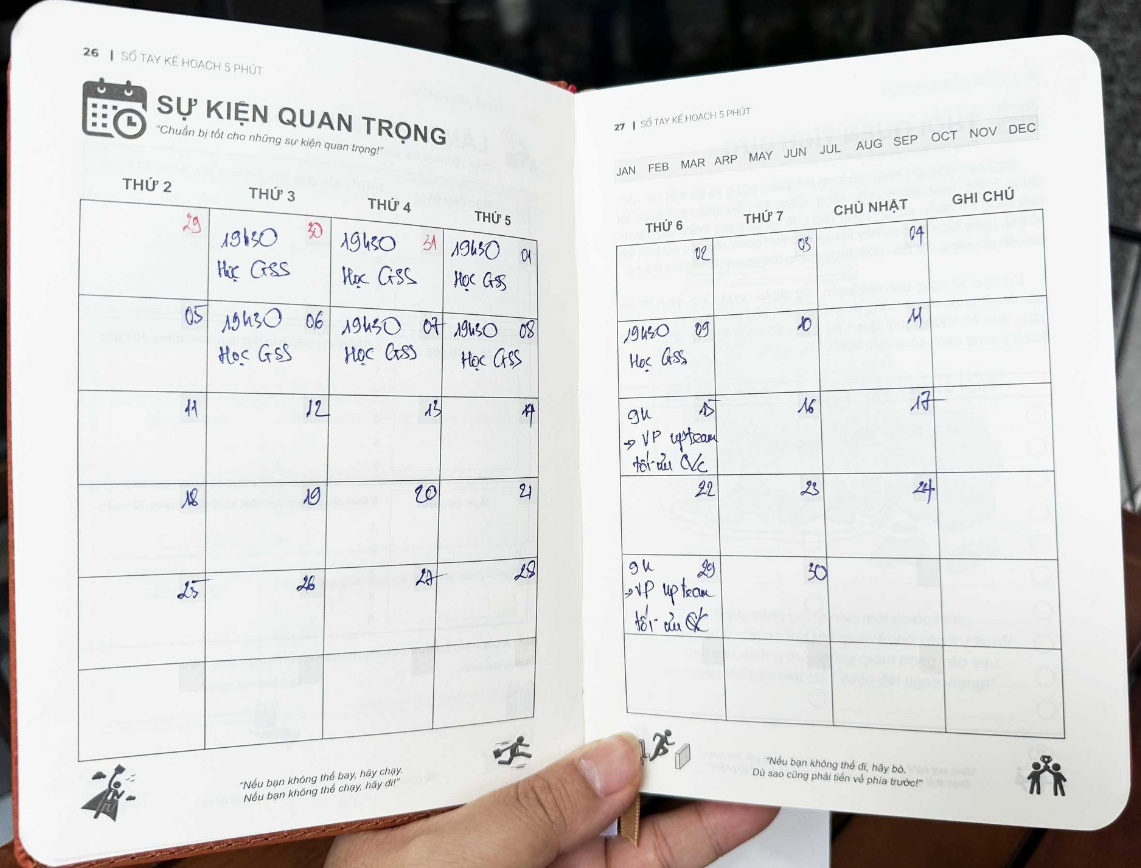 26 | SỔ TAY KẾ HOẠCH 5 PHÚT
SỰ KIỆN QUAN TRỌNG
"Chuẩn bị tốt cho những sự kiện quan trọng!"
THỨ 2 THỨ 3 THỨ 4 THỨ 5
29 19h30 30 19h30 31 19h30 01
Học GSS Học GSS Học GSS
05 19h30 06 19h30 07 19h30 08
Học GSS Học GSS Học GSS
11 12 13 14
18 19 20 21
25 26 27 28
"Nếu bạn không thể bay, hãy chạy.
Nếu bạn không thể chạy, hãy đi!"
27 | SỔ TAY KẾ HOẠCH 5 PHÚT
JAN FEB MAR ARP MAY JUN JUL AUG SEP OCT NOV DEC
THỨ 6 THỨ 7 CHỦ NHẬT GHI CHÚ
02 03 04
19h30 09 10 11
Học GSS
9h 15 16 17
→ VP up team
tối
22 23 24
9h 29 30
→ VP up team
tối
"Nếu bạn không thể đi, hãy bò.
Dù sao cũng phải tiến về phía trước!"